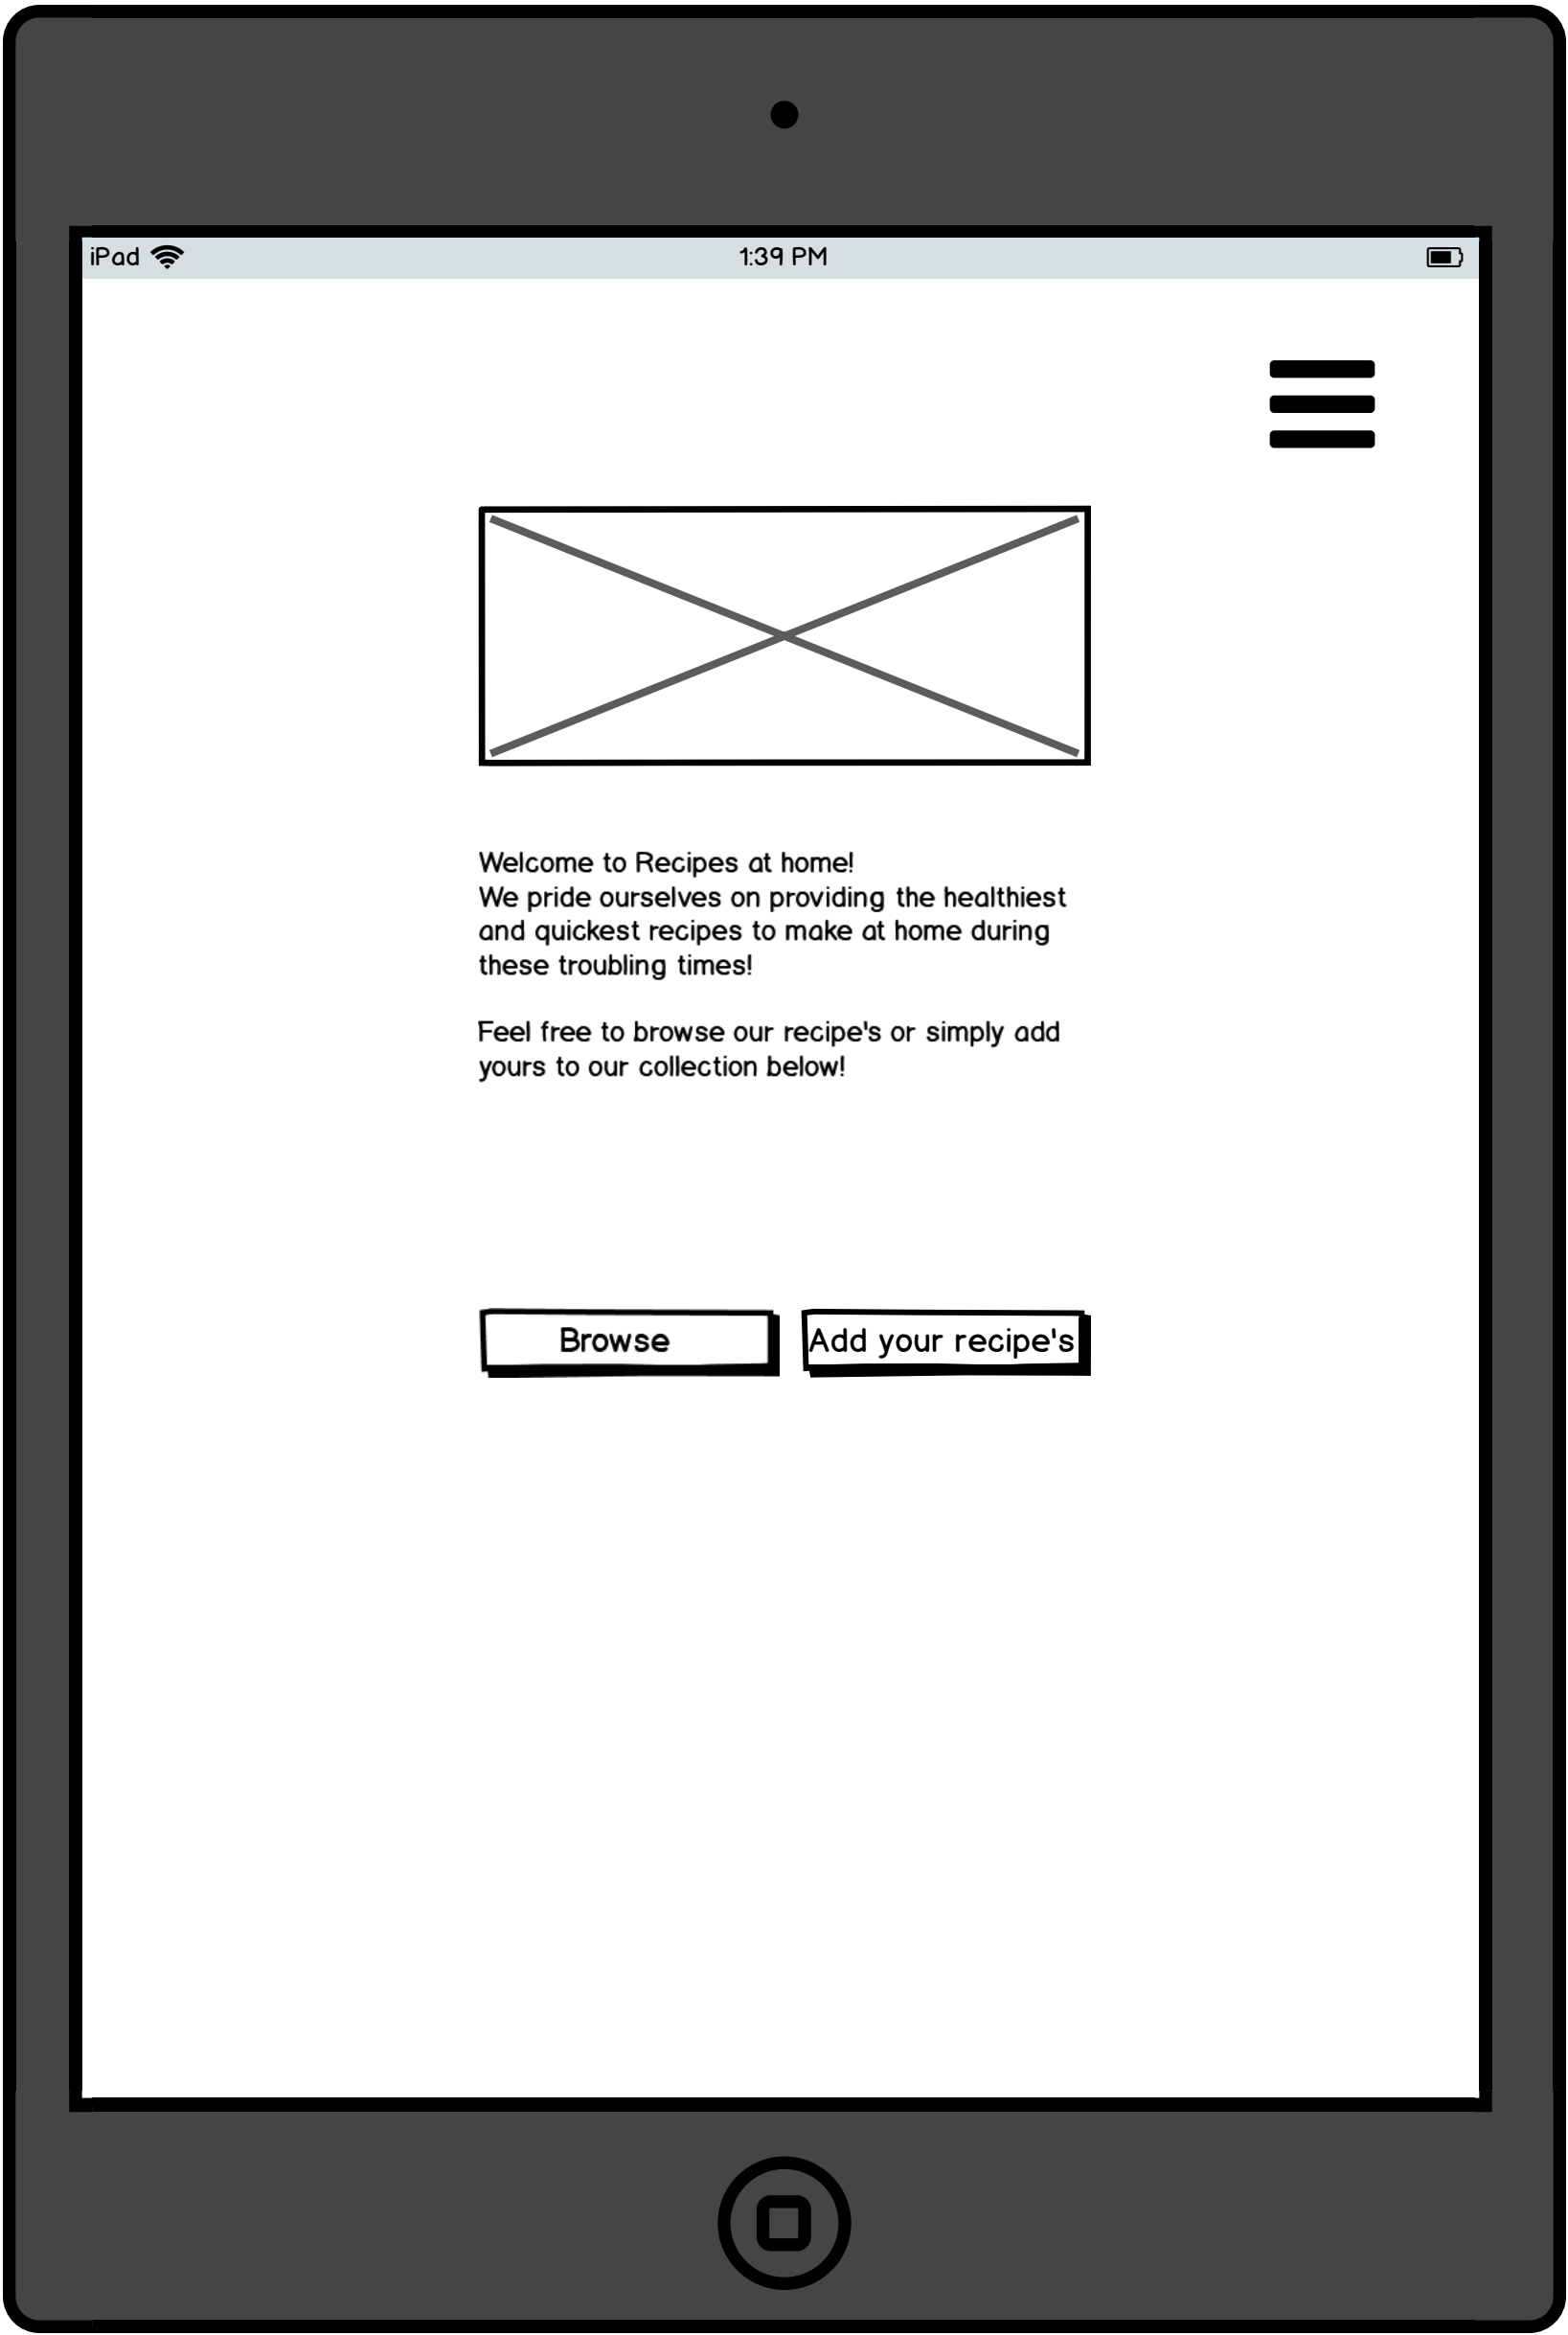 iPad
1:39 PM
Welcome to Recipes at home!
We pride ourselves on providing the healthiest
and quickest recipes to make at home during
these troubling times!
Feel free to browse our recipe's or simply add
yours to our collection below!
Browse
Add your recipe's